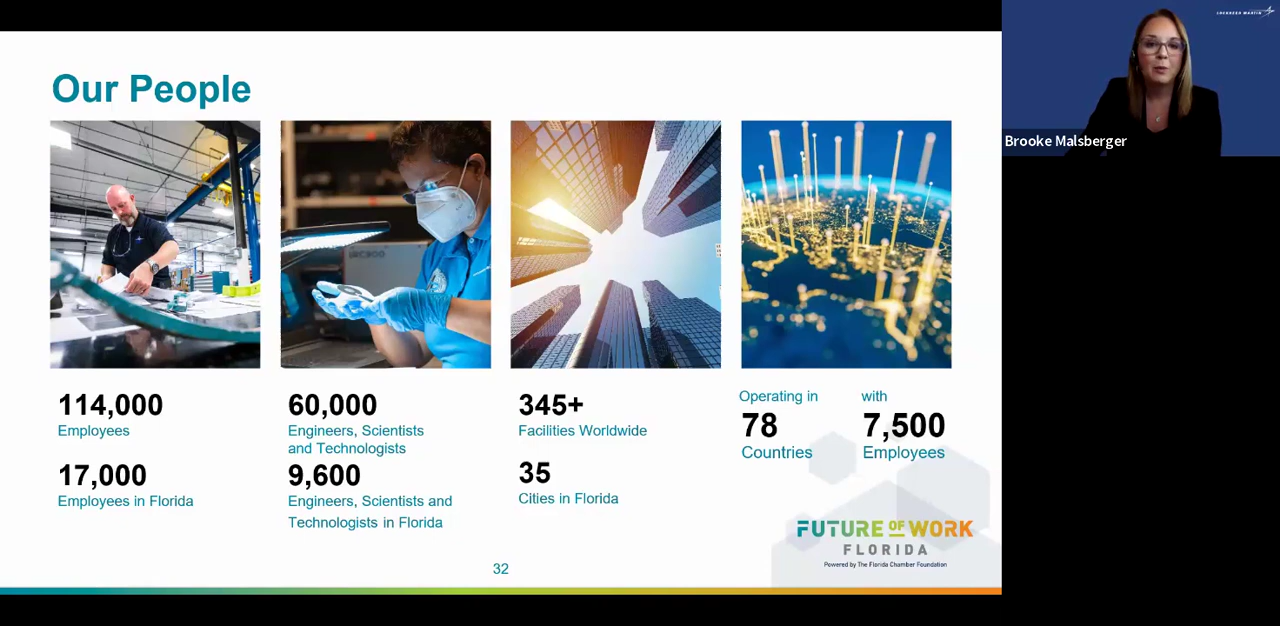 Our People
114,000
Employees
17,000
Employees in Florida
60,000
Engineers, Scientists
and Technologists
9,600
Engineers, Scientists and
Technologists in Florida
345+
Facilities Worldwide
35
Cities in Florida
Operating in
78
Countries
with
7,500
Employees
FUTURE OF WORK
FLORIDA
Powered by The Florida Chamber Foundation
32
LOCKHEED MARTIN
Brooke Malsberger